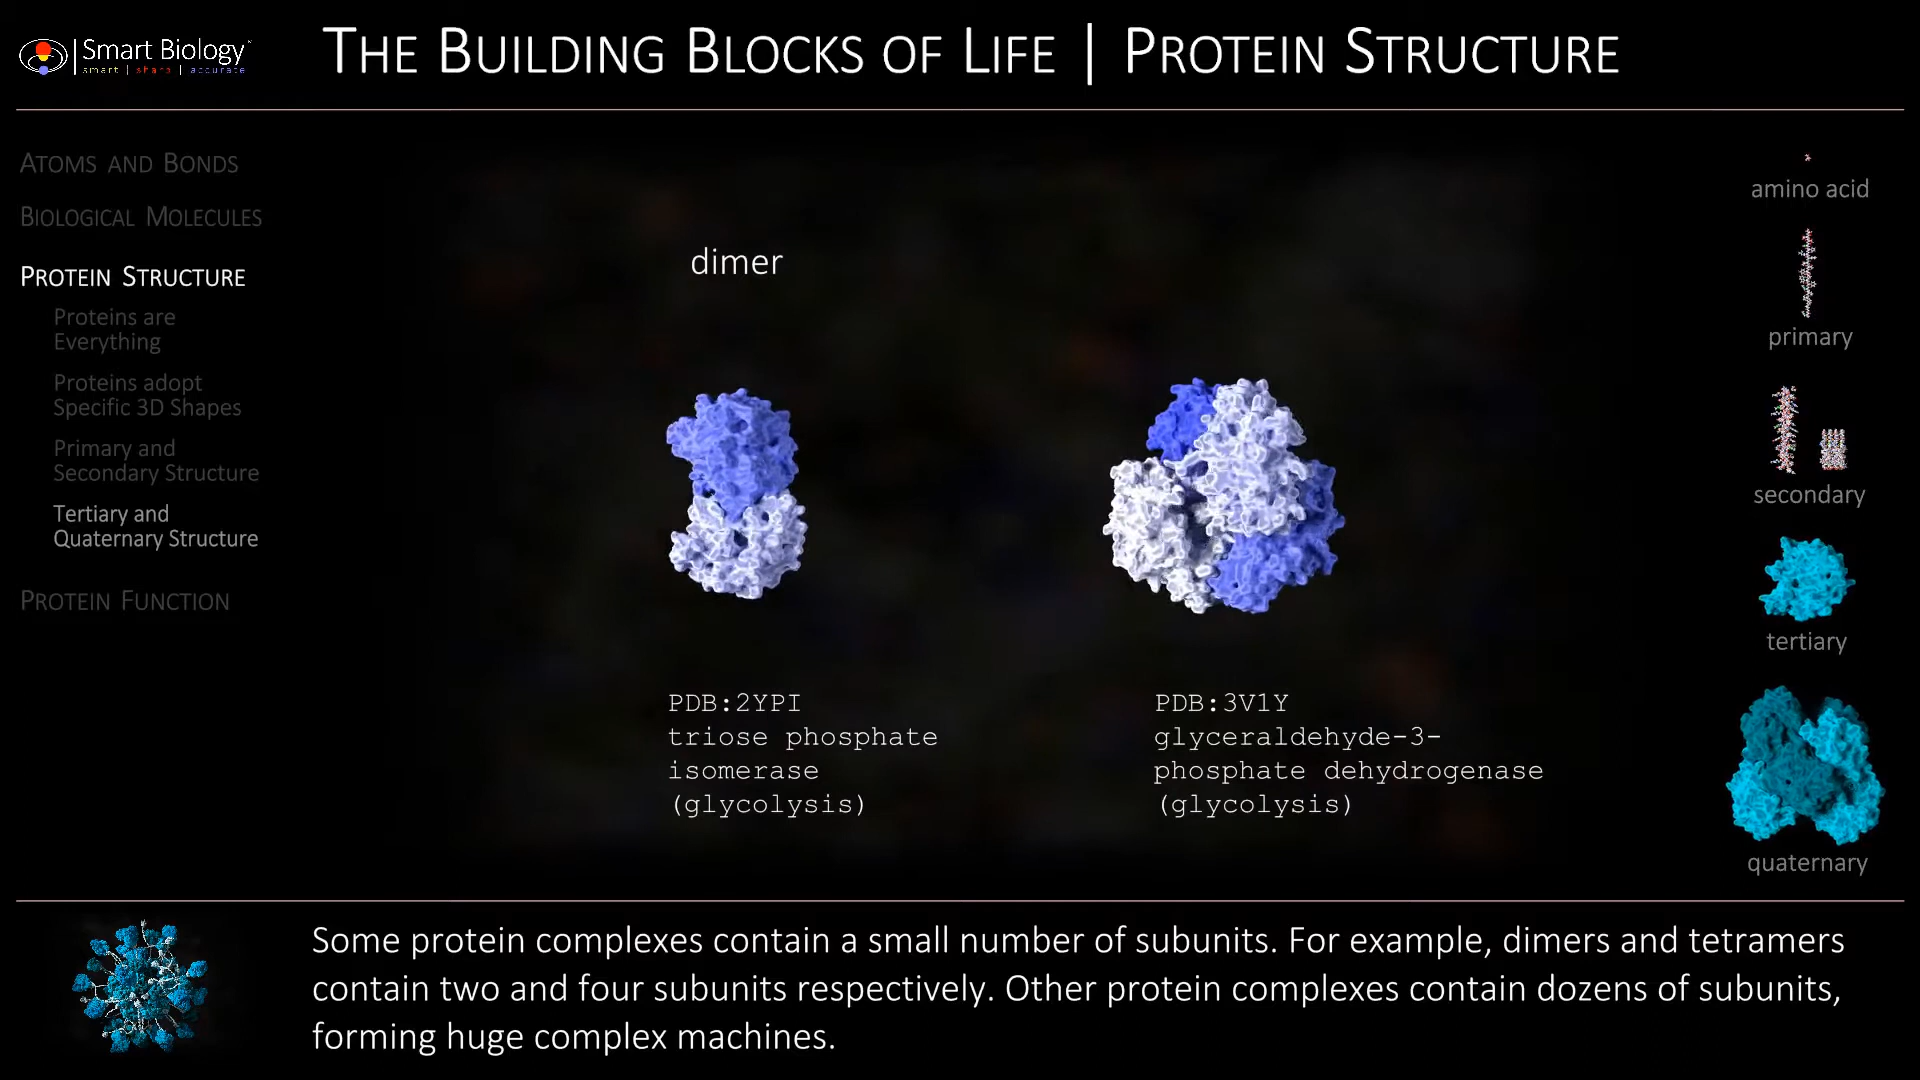 Smart Biology
smart | sharp | accurate
THE BUILDING BLOCKS OF LIFE | PROTEIN STRUCTURE
ATOMS AND BONDS
BIOLOGICAL MOLECULES
PROTEIN STRUCTURE
Proteins are
Everything
Proteins adopt
Specific 3D Shapes
Primary and
Secondary Structure
Tertiary and
Quaternary Structure
PROTEIN FUNCTION
dimer
PDB:2YPI
triose phosphate
isomerase
(glycolysis)
PDB:3V1Y
glyceraldehyde-3-
phosphate dehydrogenase
(glycolysis)
amino acid
primary
secondary
tertiary
quaternary
Some protein complexes contain a small number of subunits. For example, dimers and tetramers
contain two and four subunits respectively. Other protein complexes contain dozens of subunits,
forming huge complex machines.